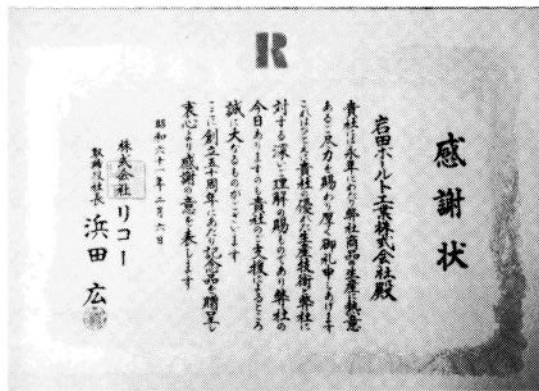 R
感謝状
岩田ボルト工業株式会社殿
貴社は永年にわたり弊社商品の生産に熱意
あるご尽力を賜わり厚く御礼申しあげます
これはひとえに貴社の優れた生産技術と弊社に
対する深いご理解の賜ものであり弊社の
今日ありますのも貴社のご支援によるところ
誠に大なるものがございます
ここに創立五十周年にあたり記念品を贈呈し
衷心より感謝の意を表します
昭和六十一年二月六日
株式会社リコー
取締役社長 浜田広